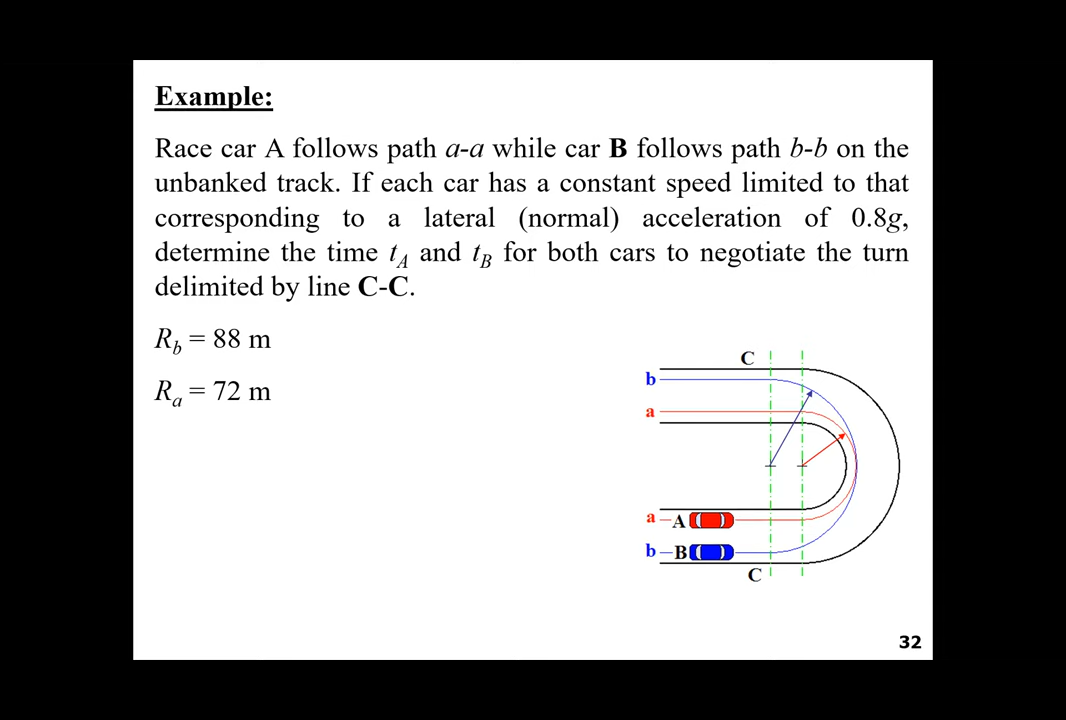 Example:
Race car A follows path a-a while car B follows path b-b on the
unbanked track. If each car has a constant speed limited to that
corresponding to a lateral (normal) acceleration of 0.8g,
determine the time tA and tB for both cars to negotiate the turn
delimited by line C-C.
Rb = 88 m
Ra = 72 m
C
b
a
a A
b B
C
32